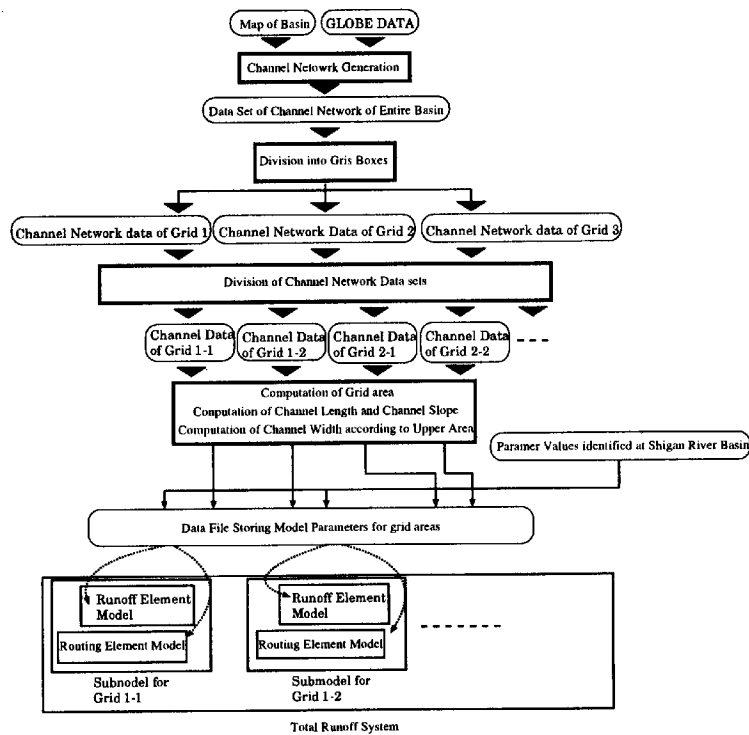 Map of Basin
GLOBE DATA
Channel Netowrk Generation
Data Set of Channel Network of Entire Basin
Division into Gris Boxes
Channel Network data of Grid 1
Channel Network Data of Grid 2
Channel Network data of Grid 3
Division of Channel Network Data sets
Channel Data
of Grid 1-1
Channel Data
of Grid 1-2
Channel Data
of Grid 2-1
Channel Data
of Grid 2-2
Computation of Grid area
Conputation of Channel Length and Channel Slope
Computation of Channel Width according to Upper Area
Paramer Values identified at Shigan River Basin
Data File Storing Model Parameters for grid areas
Runoff Element
Model
Routing Element Model
Subnodel for
Grid 1-1
Runoff Element
Model
Routing Element Model
Submodel for
Grid 1-2
Total Runoff System